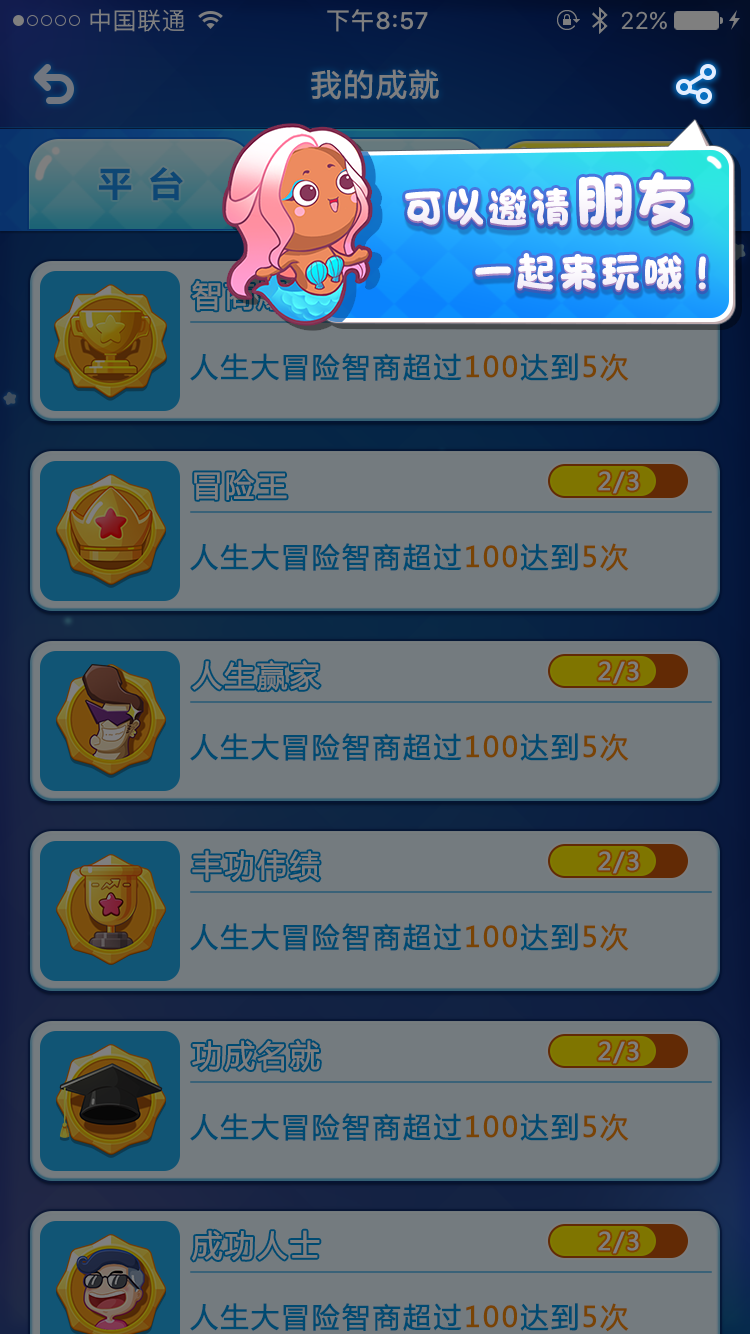 中国联通 下午8:57 22%
我的成就
平台
可以邀请朋友
一起来玩哦！
智商
人生大冒险智商超过100达到5次
冒险王 2/3
人生大冒险智商超过100达到5次
人生赢家 2/3
人生大冒险智商超过100达到5次
丰功伟绩 2/3
人生大冒险智商超过100达到5次
功成名就 2/3
人生大冒险智商超过100达到5次
成功人士 2/3
人生大冒险智商超过100达到5次